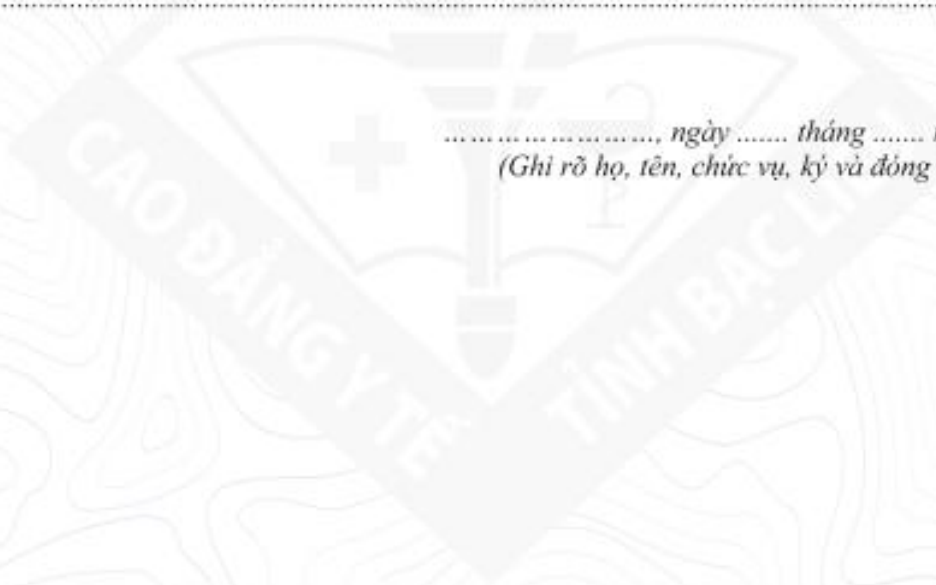 ........................................................................................................................
…………………, ngày ....... tháng .......
(Ghi rõ họ, tên, chức vụ, ký và đóng
CAO ĐẲNG Y TẾ
TỈNH BẠC LI